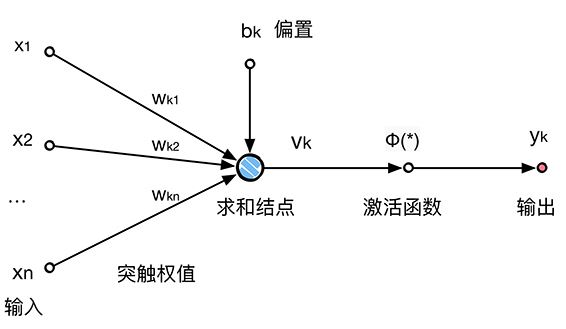 bk 偏置
x1
wk1
x2
wk2
vk
Φ(*)
yk
...
wkn
求和结点
激活函数
输出
xn
突触权值
输入